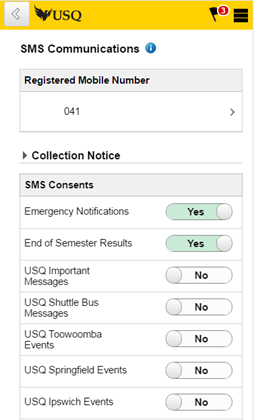 USQ
3
SMS Communications
Registered Mobile Number
041
Collection Notice
SMS Consents
Emergency Notifications Yes
End of Semester Results Yes
USQ Important
Messages No
USQ Shuttle Bus
Messages No
USQ Toowoomba
Events No
USQ Springfield Events No
USQ Ipswich Events No